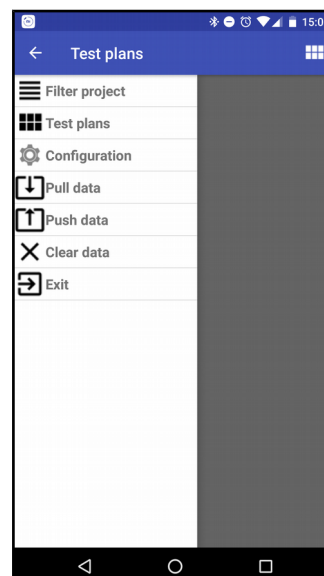 15:0
Test plans
Filter project
Test plans
Configuration
Pull data
Push data
Clear data
Exit